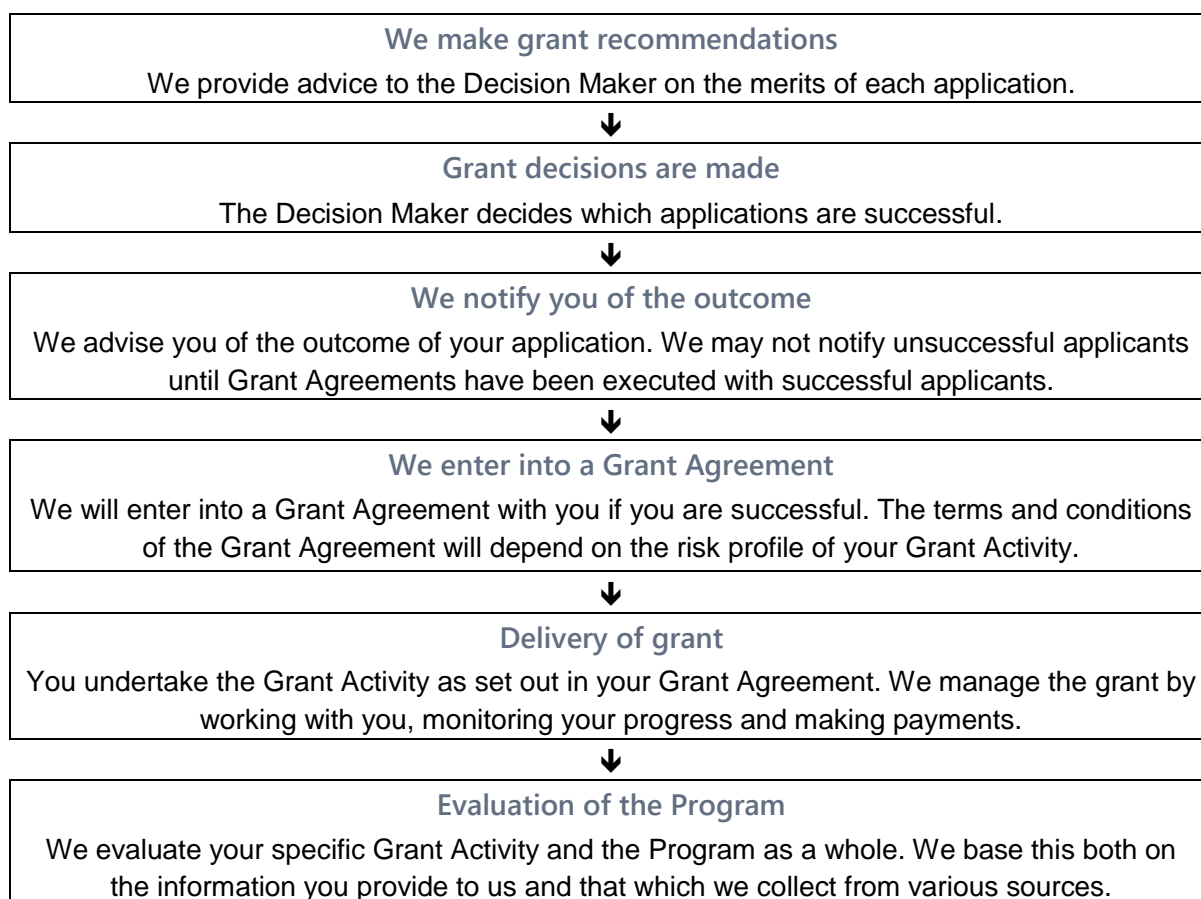 We make grant recommendations
We provide advice to the Decision Maker on the merits of each application.
Grant decisions are made
The Decision Maker decides which applications are successful.
We notify you of the outcome
We advise you of the outcome of your application. We may not notify unsuccessful applicants
until Grant Agreements have been executed with successful applicants.
We enter into a Grant Agreement
We will enter into a Grant Agreement with you if you are successful. The terms and conditions
of the Grant Agreement will depend on the risk profile of your Grant Activity.
Delivery of grant
You undertake the Grant Activity as set out in your Grant Agreement. We manage the grant by
working with you, monitoring your progress and making payments.
Evaluation of the Program
We evaluate your specific Grant Activity and the Program as a whole. We base this both on
the information you provide to us and that which we collect from various sources.